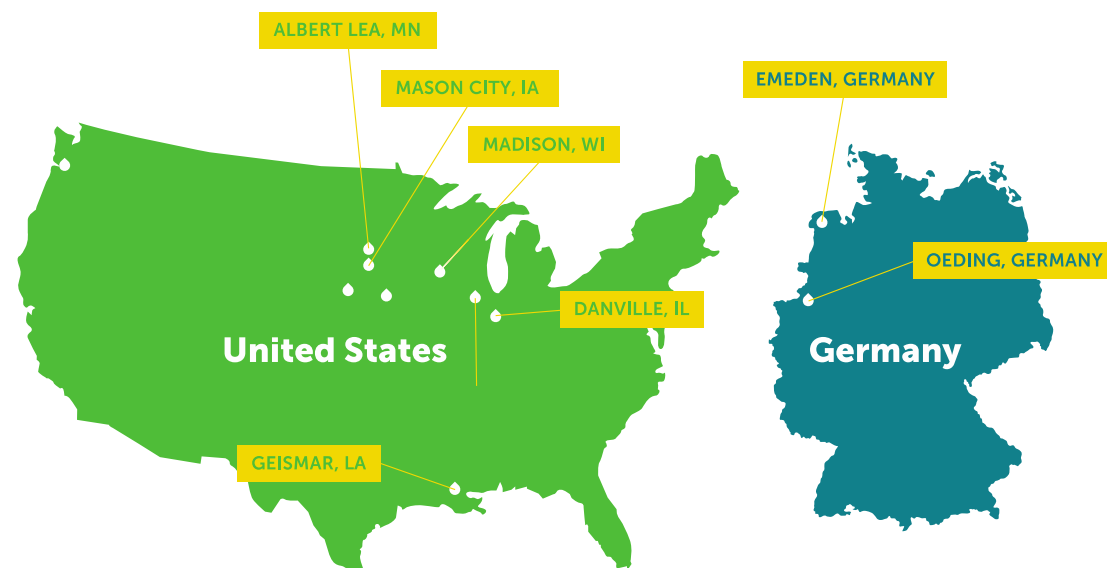 ALBERT LEA, MN
MASON CITY, IA
MADISON, WI
DANVILLE, IL
United States
GEISMAR, LA
EMEDEN, GERMANY
OEDING, GERMANY
Germany